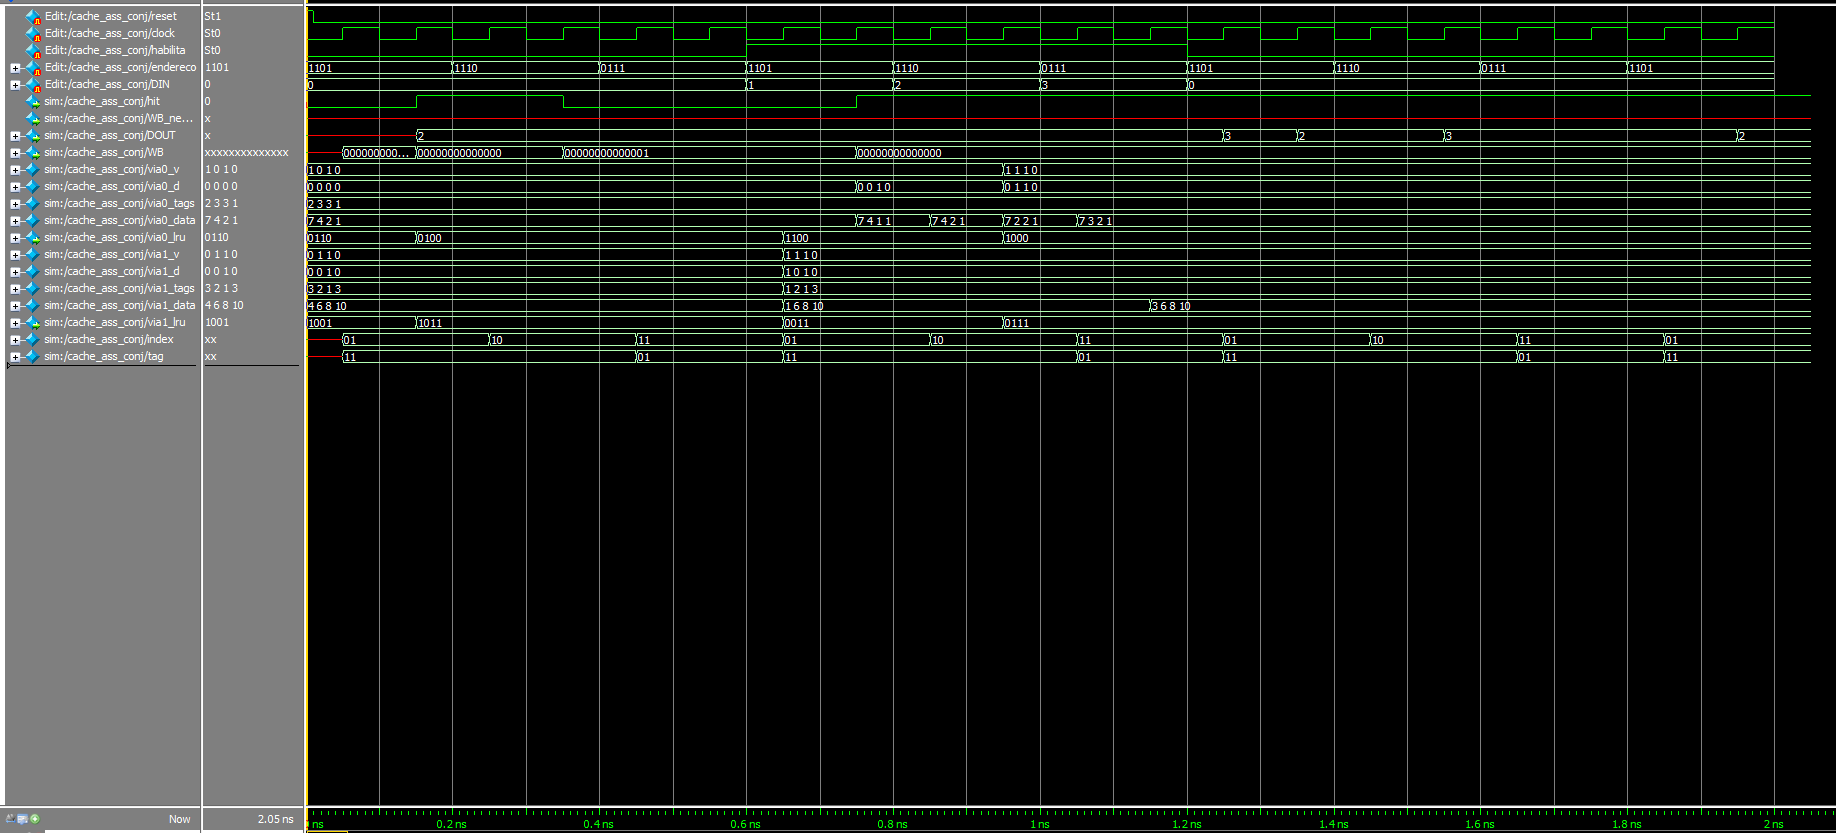 Edit:/cache_ass_conj/reset St1
Edit:/cache_ass_conj/clock St0
Edit:/cache_ass_conj/habilita St0
Edit:/cache_ass_conj/endereco 1101 1101 1110 0111 1101 1110 0111 1101 1110 0111 1101
Edit:/cache_ass_conj/DIN 0 0 1 2 3 0
sim:/cache_ass_conj/hit 0
sim:/cache_ass_conj/WB_ne... x
sim:/cache_ass_conj/DOUT x 2 3 2 3 2
sim:/cache_ass_conj/WB xxxxxxxxxxxxxx 000000000... 00000000000000 00000000000001 00000000000000
sim:/cache_ass_conj/via0_v 1 0 1 0 1 0 1 0 1 1 1 0
sim:/cache_ass_conj/via0_d 0 0 0 0 0 0 0 0 0 0 1 0 0 1 1 0
sim:/cache_ass_conj/via0_tags 2 3 3 1 2 3 3 1
sim:/cache_ass_conj/via0_data 7 4 2 1 7 4 2 1 7 4 1 1 7 4 2 1 7 2 2 1 7 3 2 1
sim:/cache_ass_conj/via0_lru 0110 0110 0100 1100 1000
sim:/cache_ass_conj/via1_v 0 1 1 0 0 1 1 0 1 1 1 0
sim:/cache_ass_conj/via1_d 0 0 1 0 0 0 1 0 1 0 1 0
sim:/cache_ass_conj/via1_tags 3 2 1 3 3 2 1 3 1 2 1 3
sim:/cache_ass_conj/via1_data 4 6 8 10 4 6 8 10 1 6 8 10 3 6 8 10
sim:/cache_ass_conj/via1_lru 1001 1001 1011 0011 0111
sim:/cache_ass_conj/index xx 01 10 11 01 10 11 01 10 11 01
sim:/cache_ass_conj/tag xx 11 01 11 01 11 01 11
Now 2.05 ns ns 0.2 ns 0.4 ns 0.6 ns 0.8 ns 1 ns 1.2 ns 1.4 ns 1.6 ns 1.8 ns 2 ns